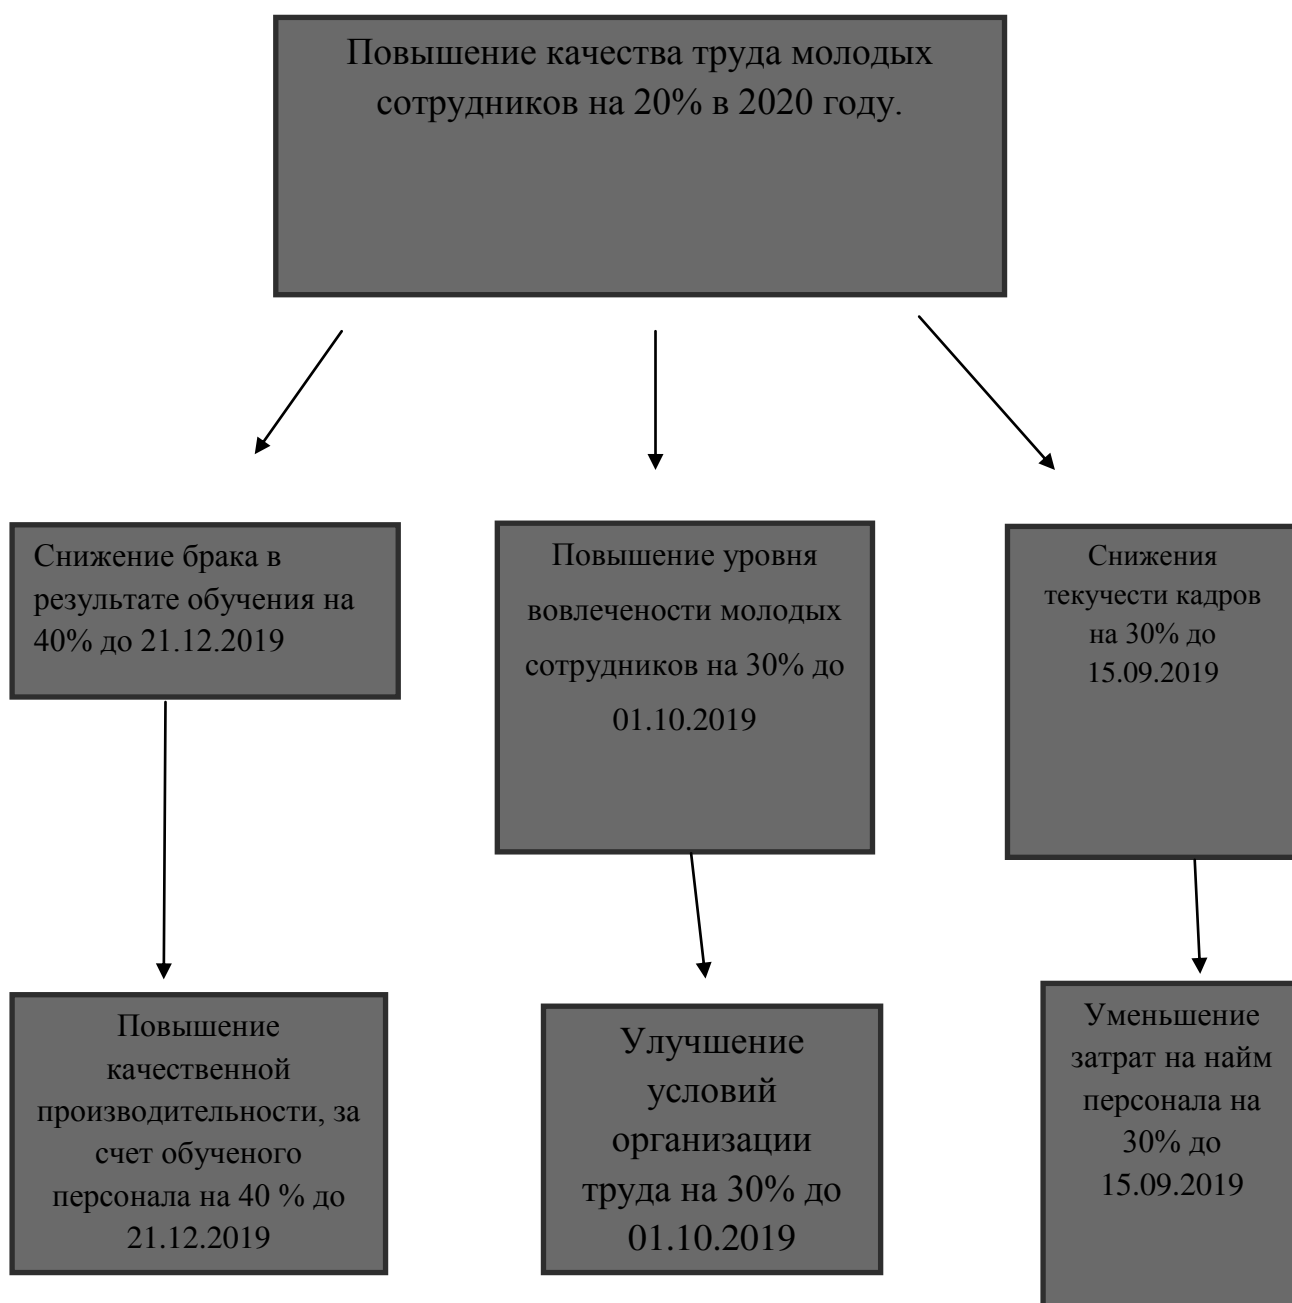 Повышение качества труда молодых
сотрудников на 20% в 2020 году.
Снижение брака в
результате обучения на
40% до 21.12.2019
Повышение уровня
вовлечености молодых
сотрудников на 30% до
01.10.2019
Снижения
текучести кадров
на 30% до
15.09.2019
Повышение
качественной
производительности, за
счет обученого
персонала на 40 % до
21.12.2019
Улучшение
условий
организации
труда на 30% до
01.10.2019
Уменьшение
затрат на найм
персонала на
30% до
15.09.2019